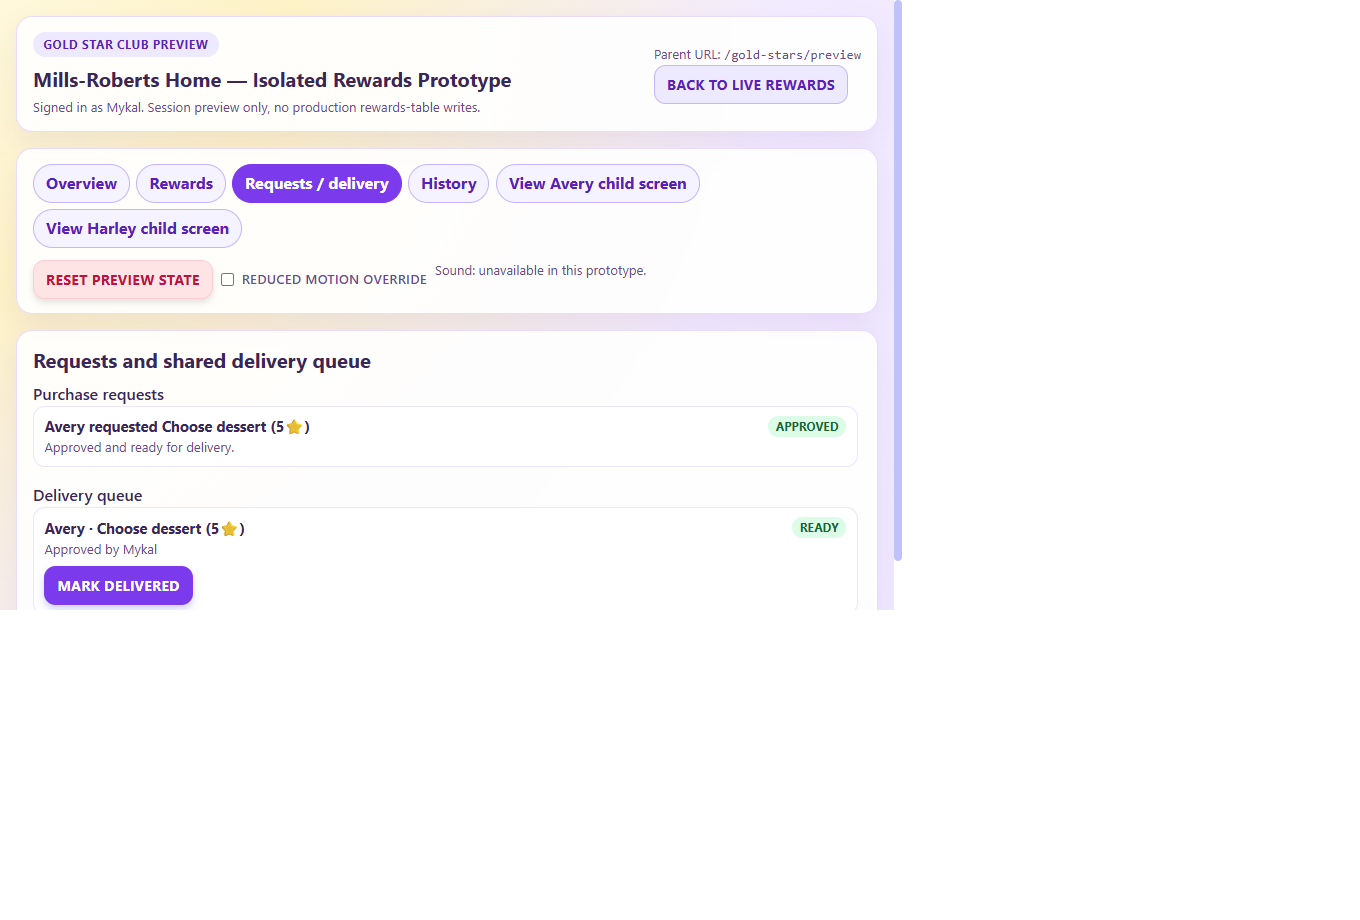 GOLD STAR CLUB PREVIEW
Mills-Roberts Home — Isolated Rewards Prototype
Signed in as Mykal. Session preview only, no production rewards-table writes.
Parent URL: /gold-stars/preview
BACK TO LIVE REWARDS
Overview
Rewards
Requests / delivery
History
View Avery child screen
View Harley child screen
RESET PREVIEW STATE
REDUCED MOTION OVERRIDE
Sound: unavailable in this prototype.
Requests and shared delivery queue
Purchase requests
Avery requested Choose dessert (5⭐)
APPROVED
Approved and ready for delivery.
Delivery queue
Avery · Choose dessert (5⭐)
READY
Approved by Mykal
MARK DELIVERED